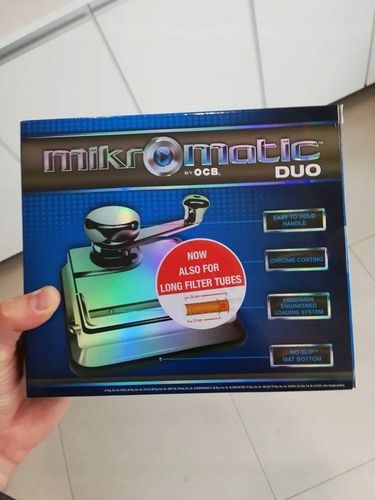 mikromatic™
BY OCB® DUO
EASY TO HOLD
HANDLE
CHROME COATING
NOW
ALSO FOR
LONG FILTER TUBES
PRECISION
ENGINEERED
LOADING SYSTEM
NO-SLIP
MAT BOTTOM